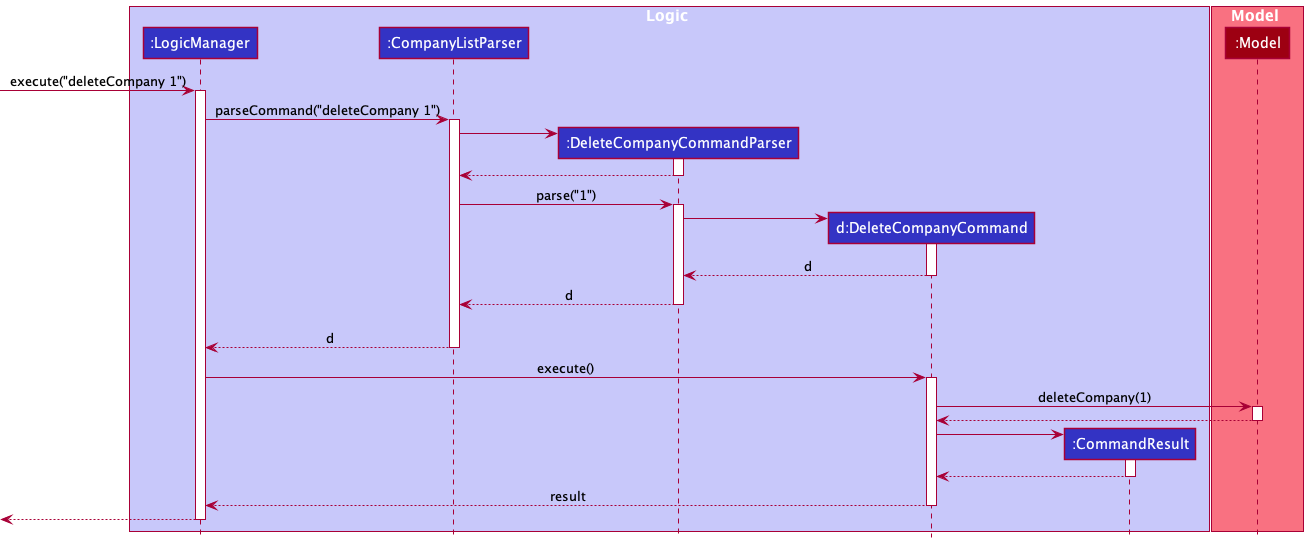 Logic
Model
:LogicManager
:CompanyListParser
:Model
execute("deleteCompany 1")
parseCommand("deleteCompany 1")
:DeleteCompanyCommandParser
parse("1")
d:DeleteCompanyCommand
d
d
d
execute()
deleteCompany(1)
:CommandResult
result